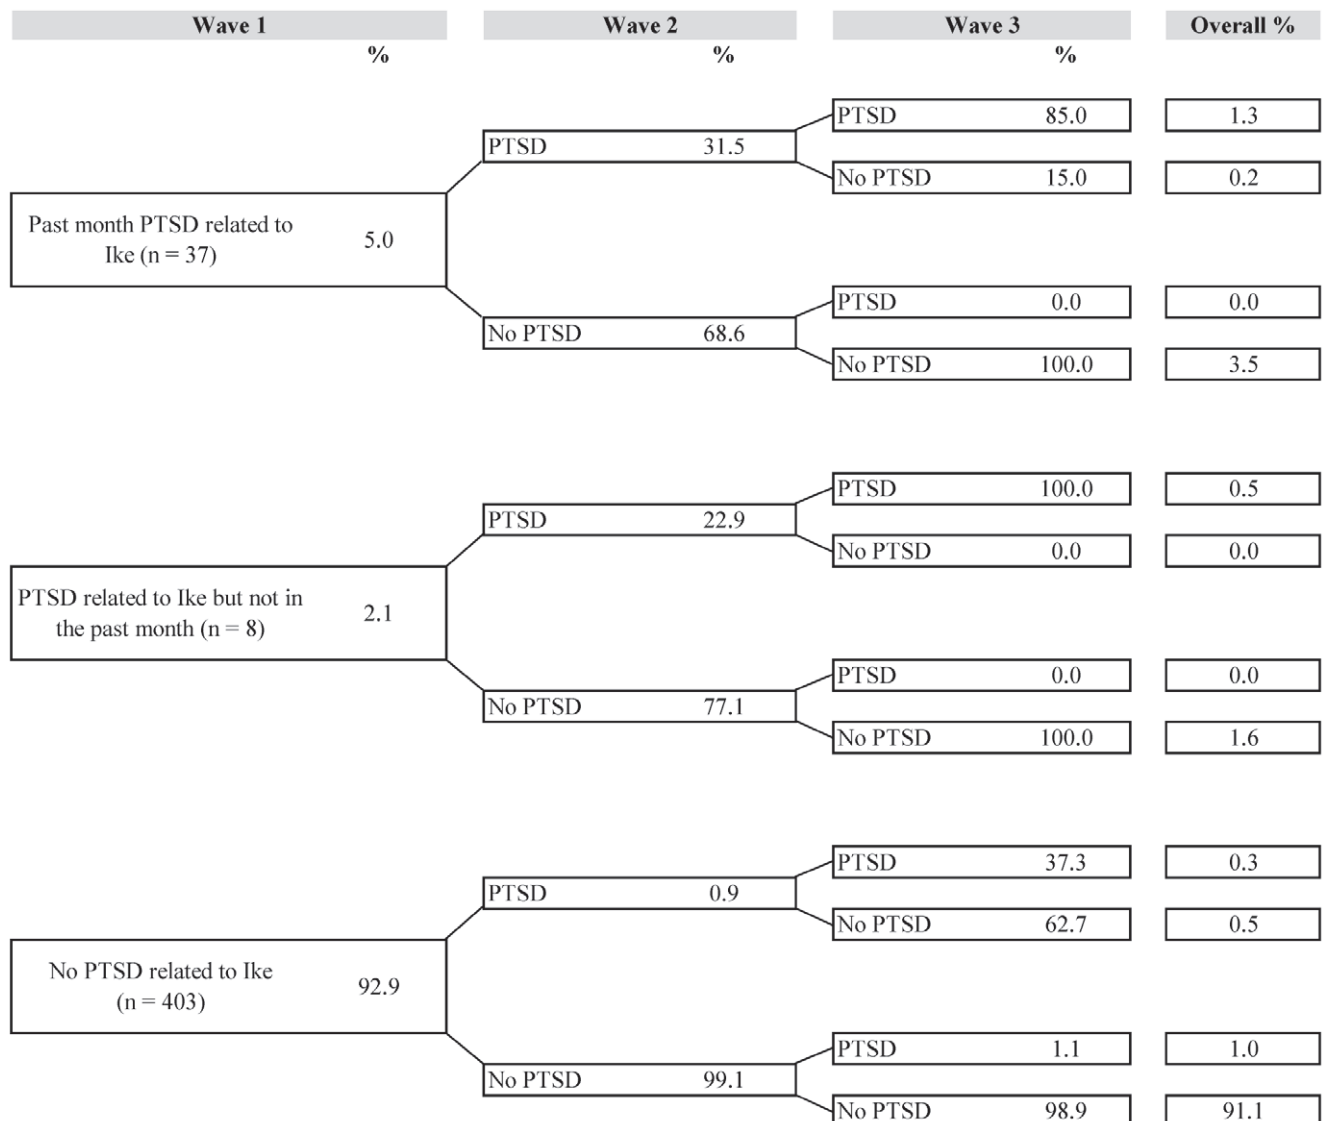 Wave 1 Wave 2 Wave 3 Overall %
% % %
PTSD 85.0 1.3
PTSD 31.5
No PTSD 15.0 0.2
Past month PTSD related to
Ike (n = 37) 5.0
PTSD 0.0 0.0
No PTSD 68.6
No PTSD 100.0 3.5
PTSD 100.0 0.5
PTSD 22.9
No PTSD 0.0 0.0
PTSD related to Ike but not in
the past month (n = 8) 2.1
PTSD 0.0 0.0
No PTSD 77.1
No PTSD 100.0 1.6
PTSD 37.3 0.3
PTSD 0.9
No PTSD 62.7 0.5
No PTSD related to Ike
(n = 403) 92.9
PTSD 1.1 1.0
No PTSD 99.1
No PTSD 98.9 91.1